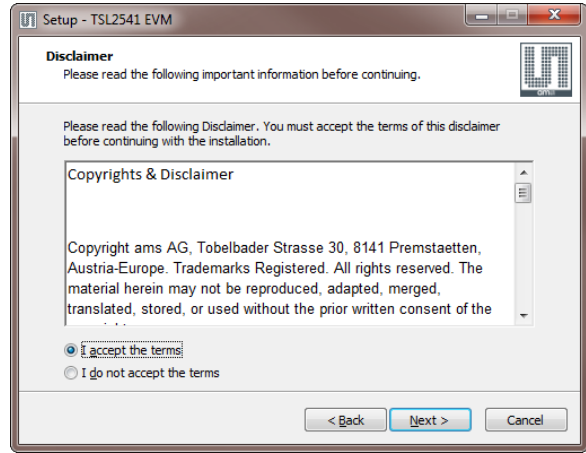 Setup - TSL2541 EVM
Disclaimer
Please read the following important information before continuing.
am
Please read the following Disclaimer. You must accept the terms of this disclaimer
before continuing with the installation.
Copyrights & Disclaimer
Copyright ams AG, Tobelbader Strasse 30, 8141 Premstaetten,
Austria-Europe. Trademarks Registered. All rights reserved. The
material herein may not be reproduced, adapted, merged,
translated, stored, or used without the prior written consent of the
I accept the terms
I do not accept the terms
< Back
Next >
Cancel